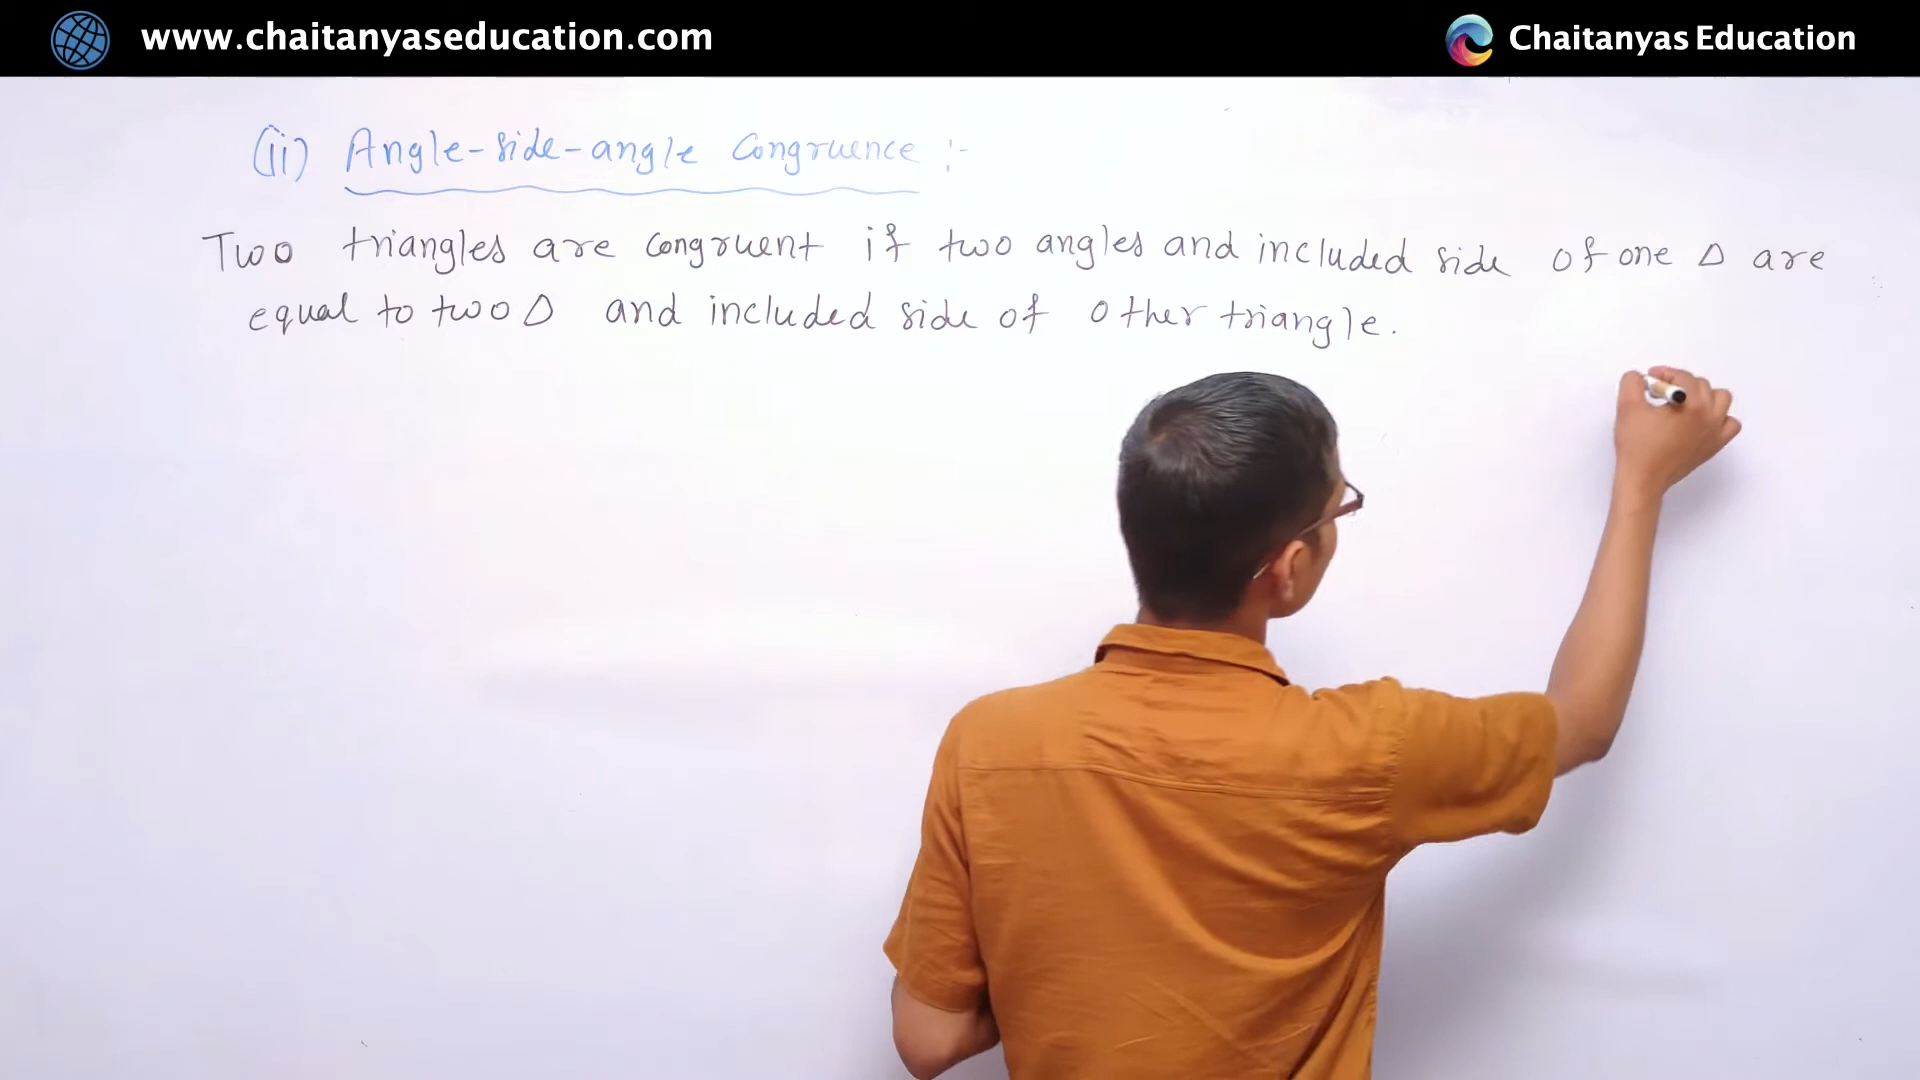 www.chaitanyaseducation.com
Chaitanyas Education
(ii) Angle-side-angle Congruence :-
Two triangles are congruent if two angles and included side of one Δ are
equal to two Δ and included side of other triangle.